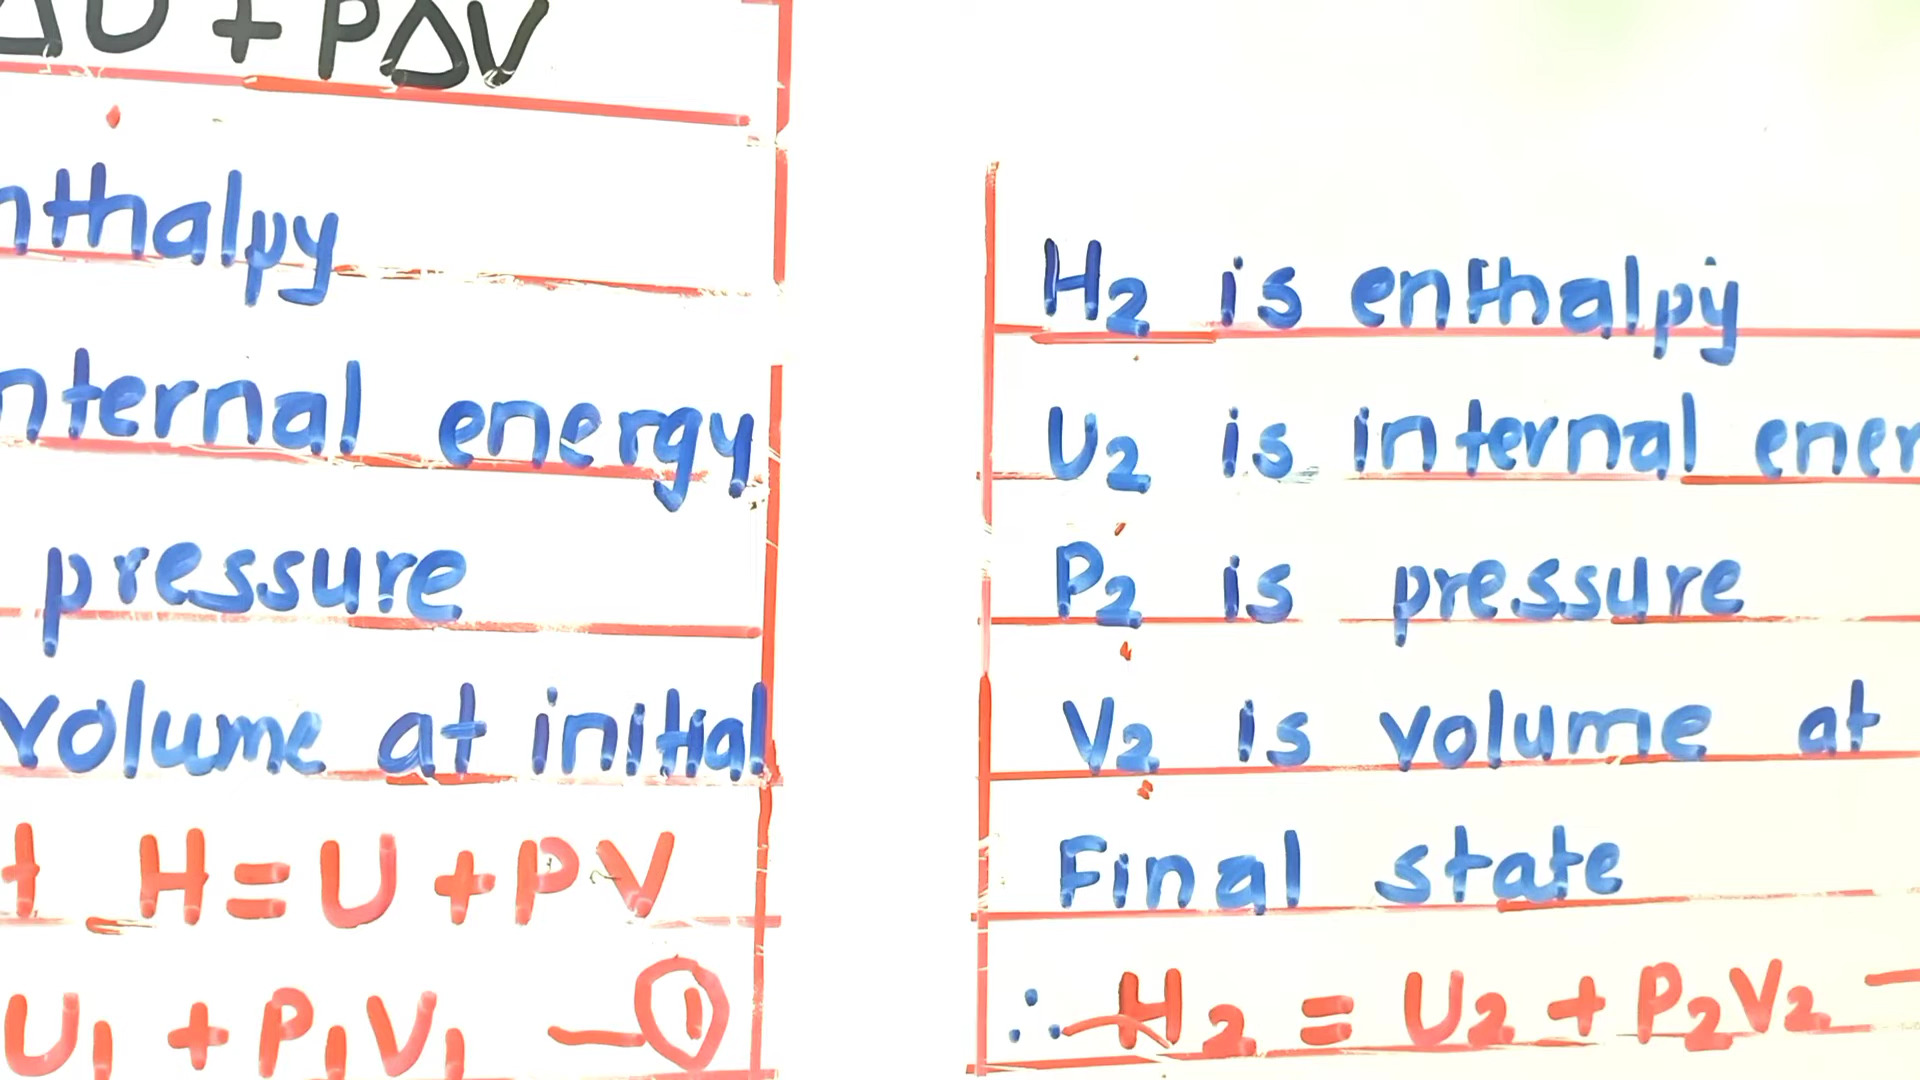 ΔU + PΔV
nthalpy
nternal energy
pressure
volume at initial
t H = U + PV
U₁ + P₁V₁ — ①
H₂ is enthalpy
U₂ is internal ener
P₂ is pressure
V₂ is volume at
Final state
∴ H₂ = U₂ + P₂V₂ —